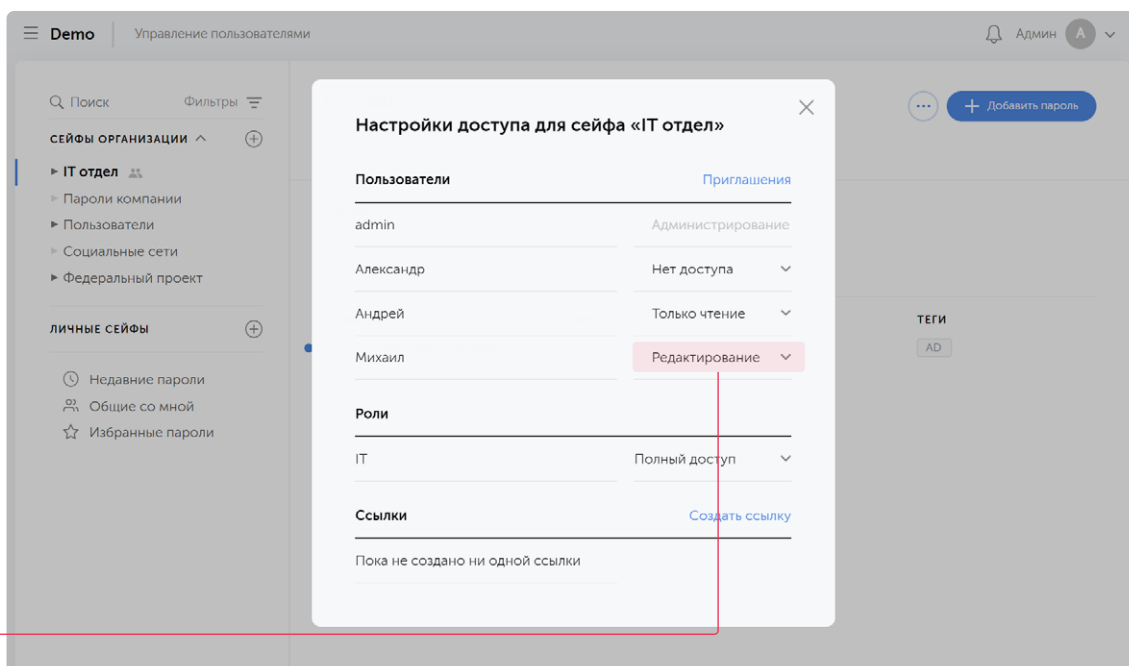 Demo
Управление пользователями
Админ
А
Поиск
Фильтры
СЕЙФЫ ОРГАНИЗАЦИИ
IT отдел
Пароли компании
Пользователи
Социальные сети
Федеральный проект
ЛИЧНЫЕ СЕЙФЫ
Недавние пароли
Общие со мной
Избранные пароли
Добавить пароль
ТЕГИ
AD
Настройки доступа для сейфа «IT отдел»
Пользователи Приглашения
admin Администрирование
Александр Нет доступа
Андрей Только чтение
Михаил Редактирование
Роли
IT Полный доступ
Ссылки Создать ссылку
Пока не создано ни одной ссылки